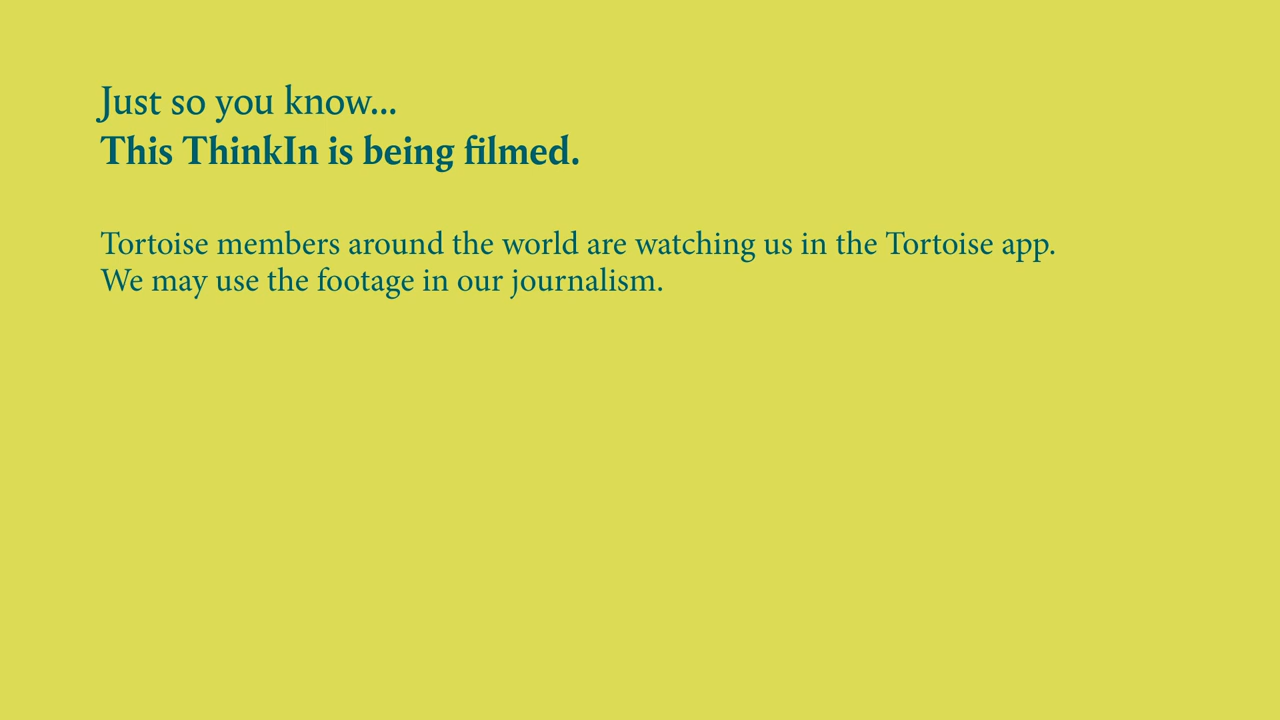 Just so you know...
This ThinkIn is being filmed.
Tortoise members around the world are watching us in the Tortoise app.
We may use the footage in our journalism.